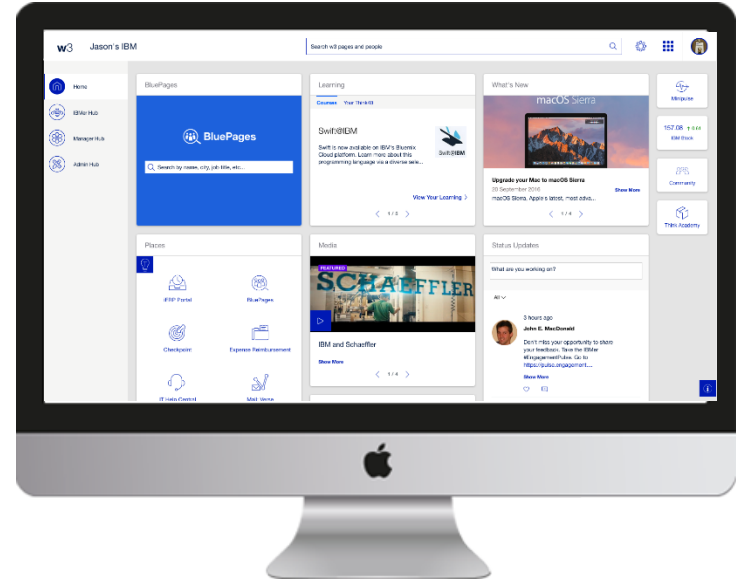 w3 Jason's IBM
Search w3 pages and people
Home
IBMer Hub
Manager Hub
Admin Hub
BluePages
BluePages
Search by name, city, job title, etc...
Learning
Courses Your Think40
Swift@IBM
Swift is now available on IBM's Bluemix
Cloud platform. Learn more about this
programming language via a diverse sele...
Swift@IBM
View Your Learning
1 / 3
What's New
macOS Sierra
Upgrade your Mac to macOS Sierra
20 September 2016
Show More
macOS Sierra, Apple's latest, most adva...
1 / 4
Minipulse
157.08
IBM Stock
Community
Think Academy
Places
iERP Portal
BluePages
Checkpoint
Expense Reimbursement
IT Help Central
Mail: Verse
Media
FEATURED
SCHAEFFLER
IBM and Schaeffler
Show More
1 / 4
Status Updates
What are you working on?
All
3 hours ago
John E. MacDonald
Don't miss your opportunity to share
your feedback. Take the IBMer
#EngagementPulse. Go to
https://pulse.engagement....
Show More